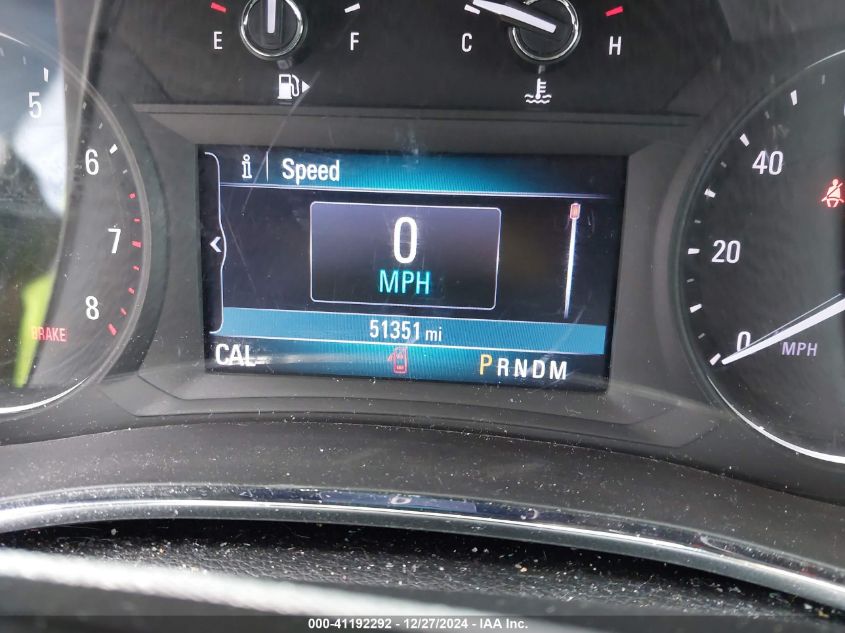 E F C H
5
6
7
8
BRAKE
i Speed
0
MPH
51351 mi
CAL-- PRNDM
40
20
0
MPH
000-41192292 - 12/27/2024 - IAA Inc.